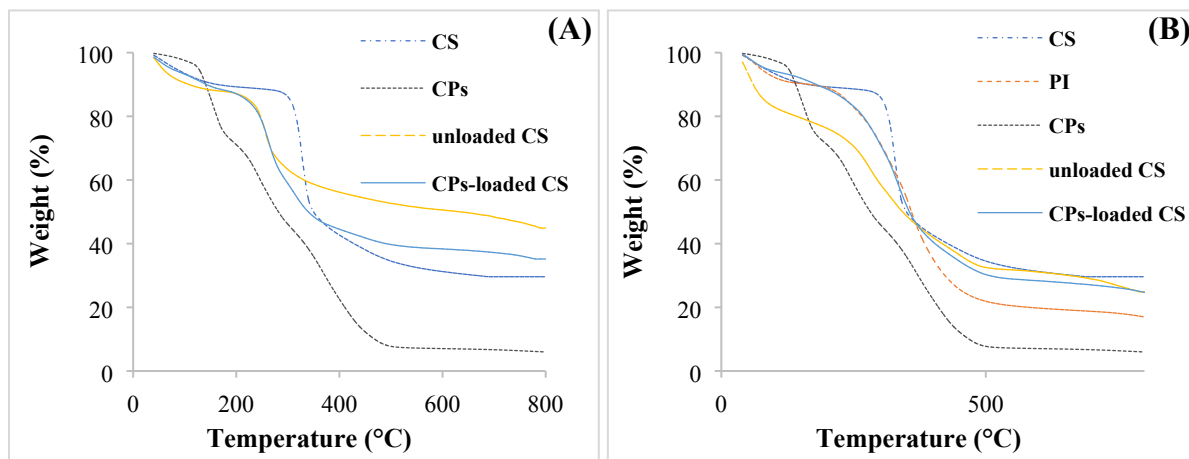 (A)
CS
CPs
unloaded CS
CPs-loaded CS
Weight (%)
100
80
60
40
20
0
0 200 400 600 800
Temperature (°C)
(B)
CS
PI
CPs
unloaded CS
CPs-loaded CS
Weight (%)
100
80
60
40
20
0
0 500
Temperature (°C)